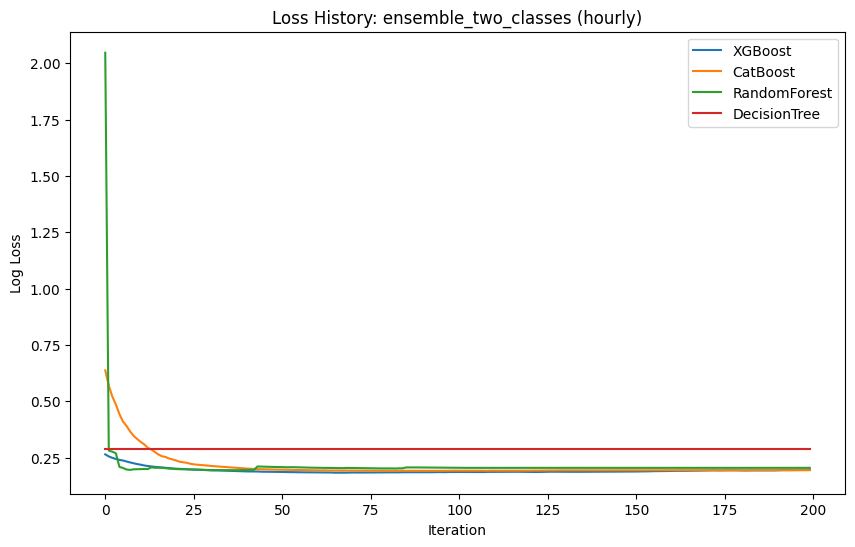 Loss History: ensemble_two_classes (hourly)
XGBoost
CatBoost
RandomForest
DecisionTree
Log Loss
2.00
1.75
1.50
1.25
1.00
0.75
0.50
0.25
0 25 50 75 100 125 150 175 200
Iteration